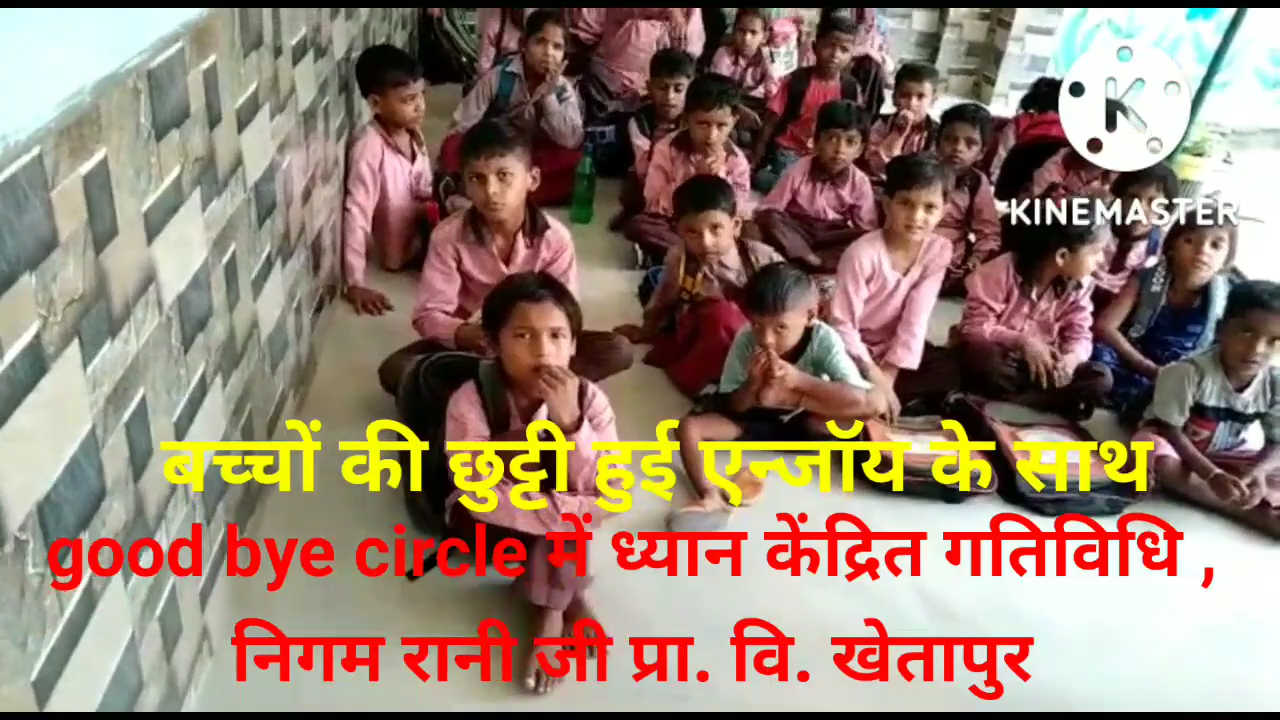 KINEMASTER
बच्चों की छुट्टी हुई एन्जॉय के साथ
good bye circle में ध्यान केंद्रित गतिविधि ,
निगम रानी जी प्रा. वि. खेतापुर